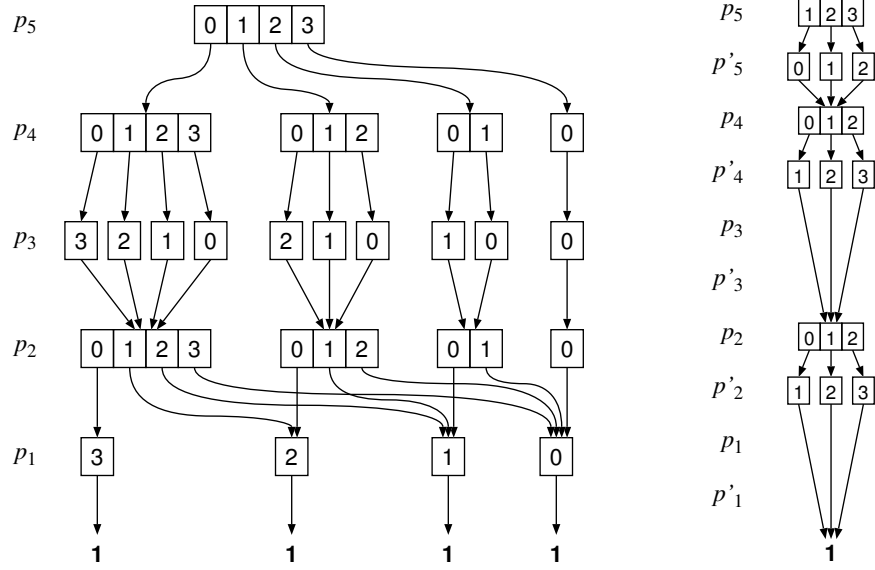 p5 0 1 2 3
p4 0 1 2 3 0 1 2 0 1 0
p3 3 2 1 0 2 1 0 1 0 0
p2 0 1 2 3 0 1 2 0 1 0
p1 3 2 1 0
1 1 1 1
p5 1 2 3
p'5 0 1 2
p4 0 1 2
p'4 1 2 3
p3
p'3
p2 0 1 2
p'2 1 2 3
p1
p'1
1